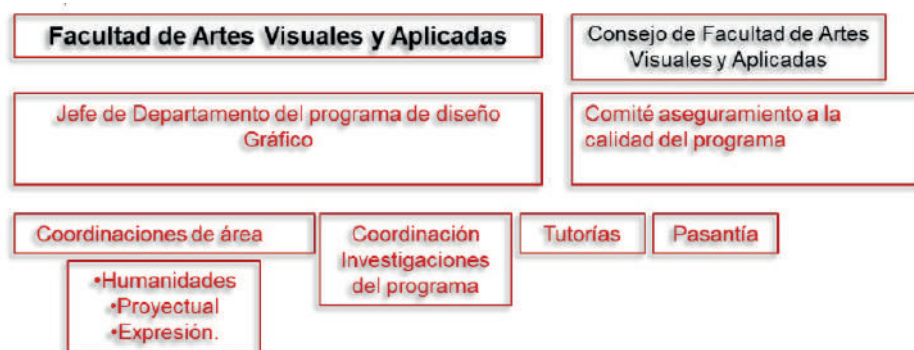 Facultad de Artes Visuales y Aplicadas
Consejo de Facultad de Artes
Visuales y Aplicadas
Jefe de Departamento del programa de diseño
Gráfico
Comité aseguramiento a la
calidad del programa
Coordinaciones de área
•Humanidades
•Proyectual
•Expresión.
Coordinación
Investigaciones
del programa
Tutorías
Pasantía